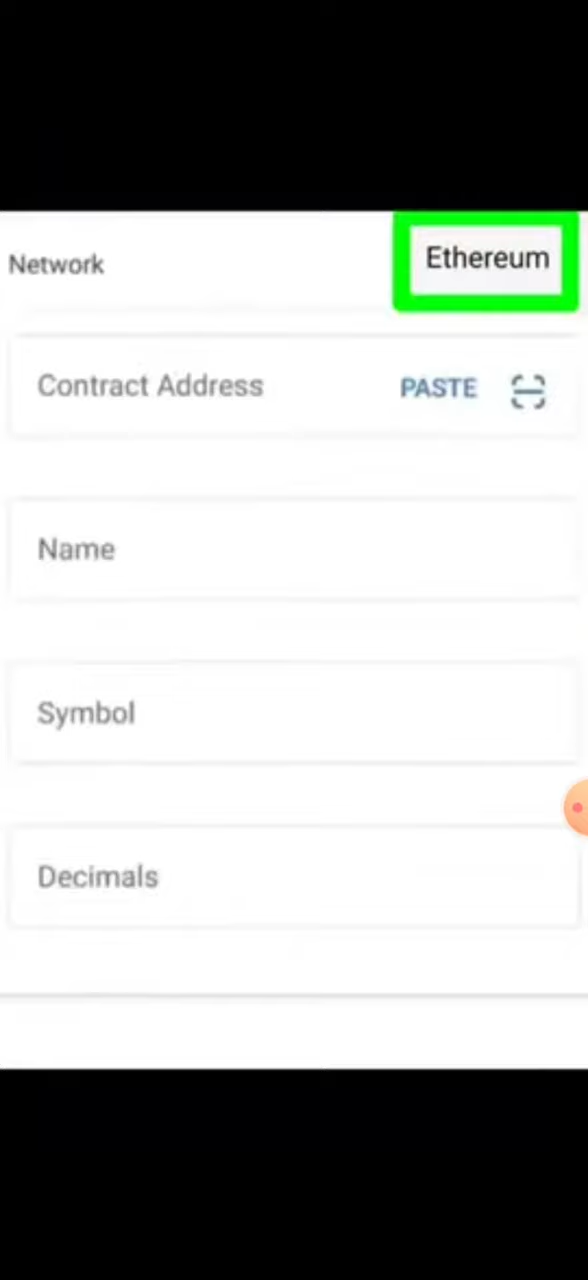 Network Ethereum
Contract Address PASTE
Name
Symbol
Decimals